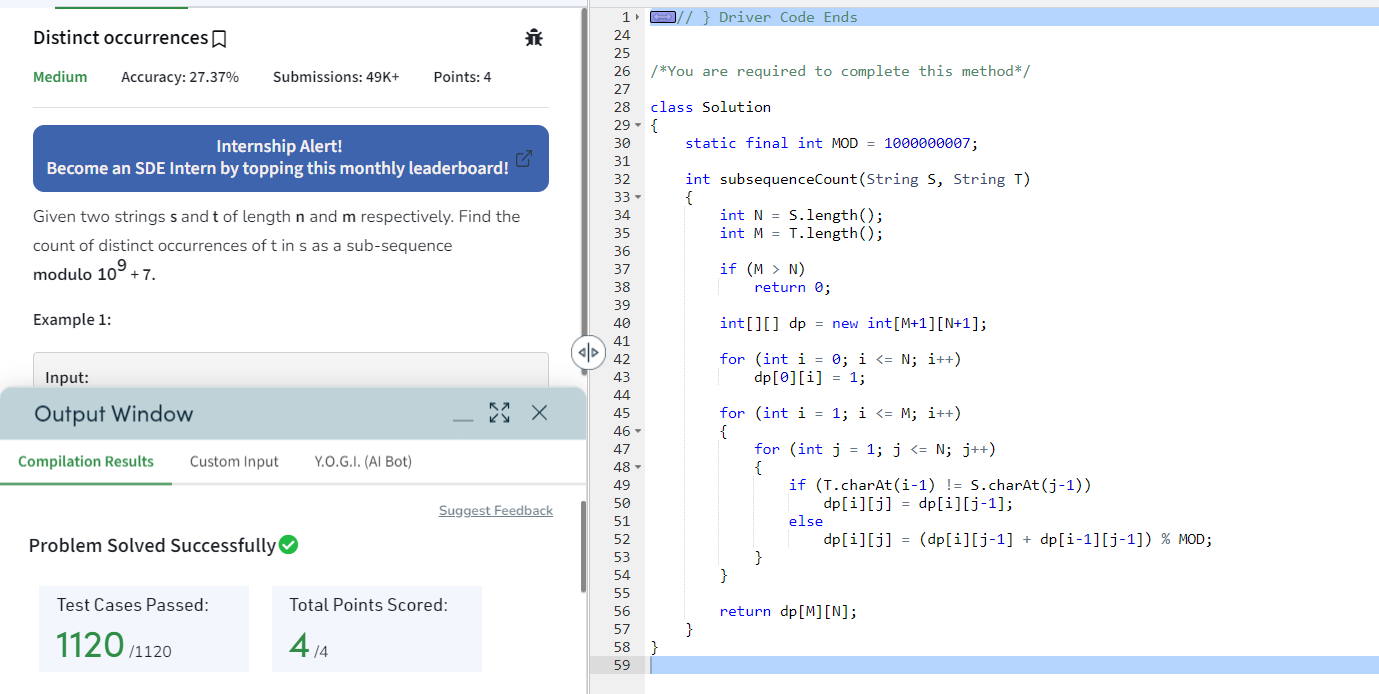 Distinct occurrences
Medium Accuracy: 27.37% Submissions: 49K+ Points: 4
Internship Alert!
Become an SDE Intern by topping this monthly leaderboard!
Given two strings s and t of length n and m respectively. Find the
count of distinct occurrences of t in s as a sub-sequence
modulo 10⁹ + 7.
Example 1:
Input:
Output Window
Compilation Results Custom Input Y.O.G.I. (AI Bot)
Suggest Feedback
Problem Solved Successfully
Test Cases Passed:
1120 /1120
Total Points Scored:
4 /4
1 // } Driver Code Ends
24
25
26 /*You are required to complete this method*/
27
28 class Solution
29 {
30     static final int MOD = 1000000007;
31
32     int subsequenceCount(String S, String T)
33     {
34         int N = S.length();
35         int M = T.length();
36
37         if (M > N)
38             return 0;
39
40         int[][] dp = new int[M+1][N+1];
41
42         for (int i = 0; i <= N; i++)
43             dp[0][i] = 1;
44
45         for (int i = 1; i <= M; i++)
46         {
47             for (int j = 1; j <= N; j++)
48             {
49                 if (T.charAt(i-1) != S.charAt(j-1))
50                     dp[i][j] = dp[i][j-1];
51                 else
52                     dp[i][j] = (dp[i][j-1] + dp[i-1][j-1]) % MOD;
53             }
54         }
55
56         return dp[M][N];
57     }
58 }
59